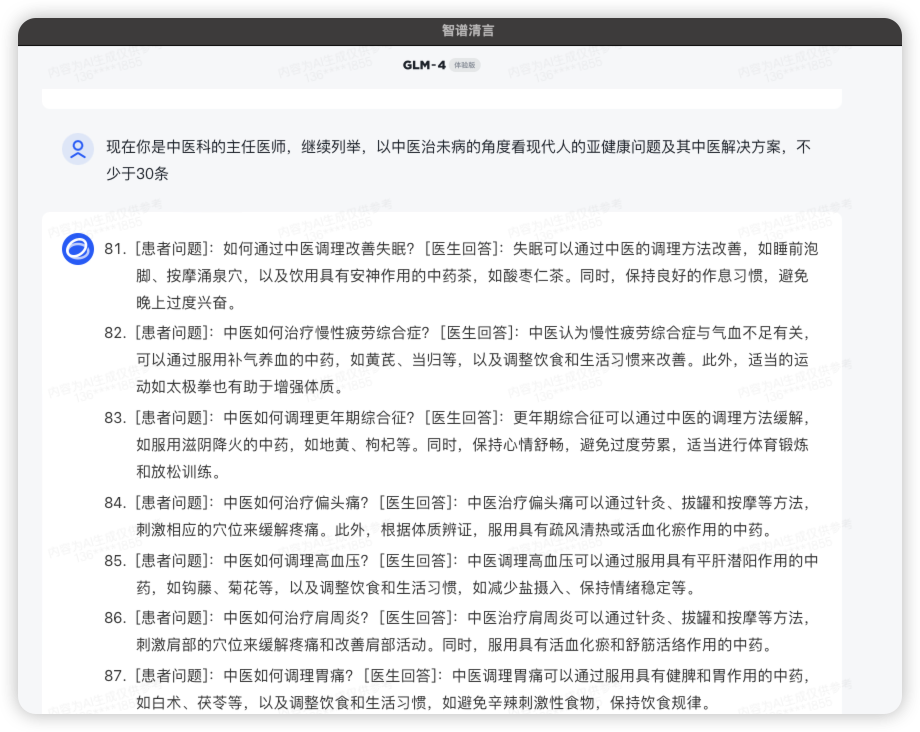 智谱清言
GLM-4 体验版
现在你是中医科的主任医师，继续列举，以中医治未病的角度看现代人的亚健康问题及其中医解决方案，不
少于30条
81. [患者问题]：如何通过中医调理改善失眠？[医生回答]：失眠可以通过中医的调理方法改善，如睡前泡
脚、按摩涌泉穴，以及饮用具有安神作用的中药茶，如酸枣仁茶。同时，保持良好的作息习惯，避免
晚上过度兴奋。
82. [患者问题]：中医如何治疗慢性疲劳综合症？[医生回答]：中医认为慢性疲劳综合症与气血不足有关，
可以通过服用补气养血的中药，如黄芪、当归等，以及调整饮食和生活习惯来改善。此外，适当的运
动如太极拳也有助于增强体质。
83. [患者问题]：中医如何调理更年期综合征？[医生回答]：更年期综合征可以通过中医的调理方法缓解，
如服用滋阴降火的中药，如地黄、枸杞等。同时，保持心情舒畅，避免过度劳累，适当进行体育锻炼
和放松训练。
84. [患者问题]：中医如何治疗偏头痛？[医生回答]：中医治疗偏头痛可以通过针灸、拔罐和按摩等方法，
刺激相应的穴位来缓解疼痛。此外，根据体质辨证，服用具有疏风清热或活血化瘀作用的中药。
85. [患者问题]：中医如何调理高血压？[医生回答]：中医调理高血压可以通过服用具有平肝潜阳作用的中
药，如钩藤、菊花等，以及调整饮食和生活习惯，如减少盐摄入、保持情绪稳定等。
86. [患者问题]：中医如何治疗肩周炎？[医生回答]：中医治疗肩周炎可以通过针灸、拔罐和按摩等方法，
刺激肩部的穴位来缓解疼痛和改善肩部活动。同时，服用具有活血化瘀和舒筋活络作用的中药。
87. [患者问题]：中医如何调理胃痛？[医生回答]：中医调理胃痛可以通过服用具有健脾和胃作用的中药，
如白术、茯苓等，以及调整饮食和生活习惯，如避免辛辣刺激性食物，保持饮食规律。